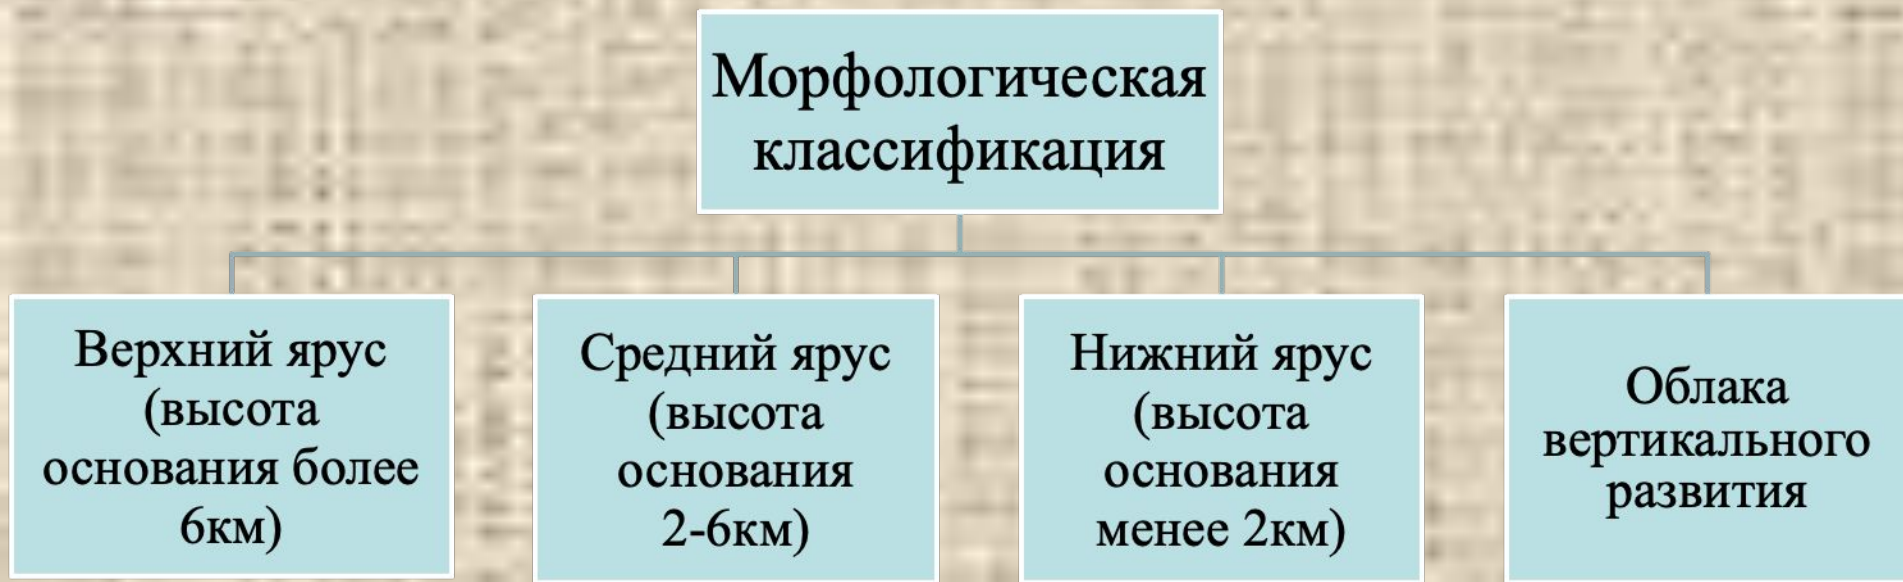 Морфологическая
классификация
Верхний ярус
(высота
основания более
6км)
Средний ярус
(высота
основания
2-6км)
Нижний ярус
(высота
основания
менее 2км)
Облака
вертикального
развития